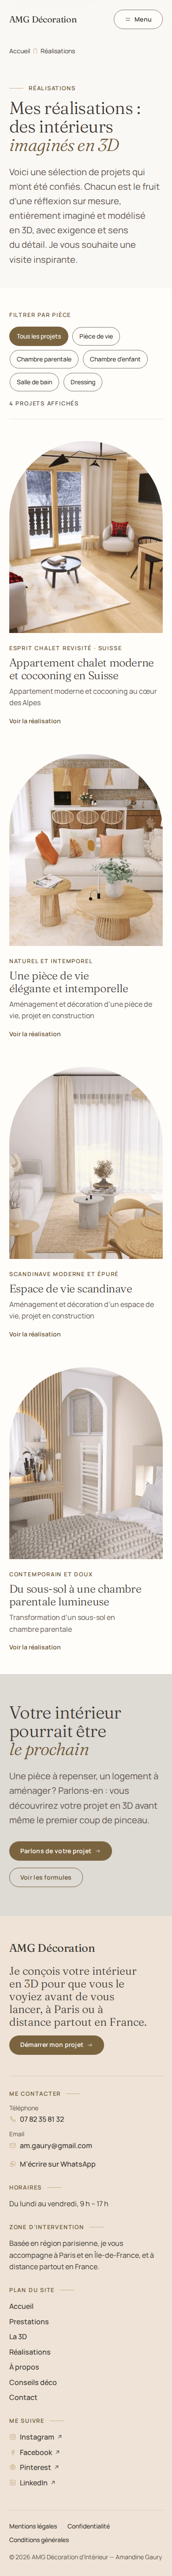 AMG Décoration
Menu
Accueil
Réalisations
RÉALISATIONS
Mes réalisations :
des intérieurs
imaginés en 3D
Voici une sélection de projets qui
m'ont été confiés. Chacun est le fruit
d'une réflexion sur mesure,
entièrement imaginé et modélisé
en 3D, avec exigence et sens
du détail. Je vous souhaite une
visite inspirante.
FILTRER PAR PIÈCE
Tous les projets
Pièce de vie
Chambre parentale
Chambre d'enfant
Salle de bain
Dressing
4 PROJETS AFFICHÉS
ESPRIT CHALET REVISITÉ · SUISSE
Appartement chalet moderne
et cocooning en Suisse
Appartement moderne et cocooning au cœur
des Alpes
Voir la réalisation
NATUREL ET INTEMPOREL
Une pièce de vie
élégante et intemporelle
Aménagement et décoration d'une pièce de
vie, projet en construction
Voir la réalisation
SCANDINAVE MODERNE ET ÉPURÉ
Espace de vie scandinave
Aménagement et décoration d'un espace de
vie, projet en construction
Voir la réalisation
CONTEMPORAIN ET DOUX
Du sous-sol à une chambre
parentale lumineuse
Transformation d'un sous-sol en
chambre parentale
Voir la réalisation
Votre intérieur
pourrait être
le prochain
Une pièce à repenser, un logement à
aménager ? Parlons-en : vous
découvrirez votre projet en 3D avant
même le premier coup de pinceau.
Parlons de votre projet →
Voir les formules
AMG Décoration
Je conçois votre intérieur
en 3D pour que vous le
voyiez avant de vous
lancer, à Paris ou à
distance partout en France.
Démarrer mon projet →
ME CONTACTER
Téléphone
07 82 35 81 32
Email
am.gaury@gmail.com
M'écrire sur WhatsApp
HORAIRES
Du lundi au vendredi, 9 h – 17 h
ZONE D'INTERVENTION
Basée en région parisienne, je vous
accompagne à Paris et en Île-de-France, et à
distance partout en France.
PLAN DU SITE
Accueil
Prestations
La 3D
Réalisations
À propos
Conseils déco
Contact
ME SUIVRE
Instagram ↗
Facebook ↗
Pinterest ↗
LinkedIn ↗
Mentions légales
Confidentialité
Conditions générales
© 2026 AMG Décoration d'Intérieur — Amandine Gaury